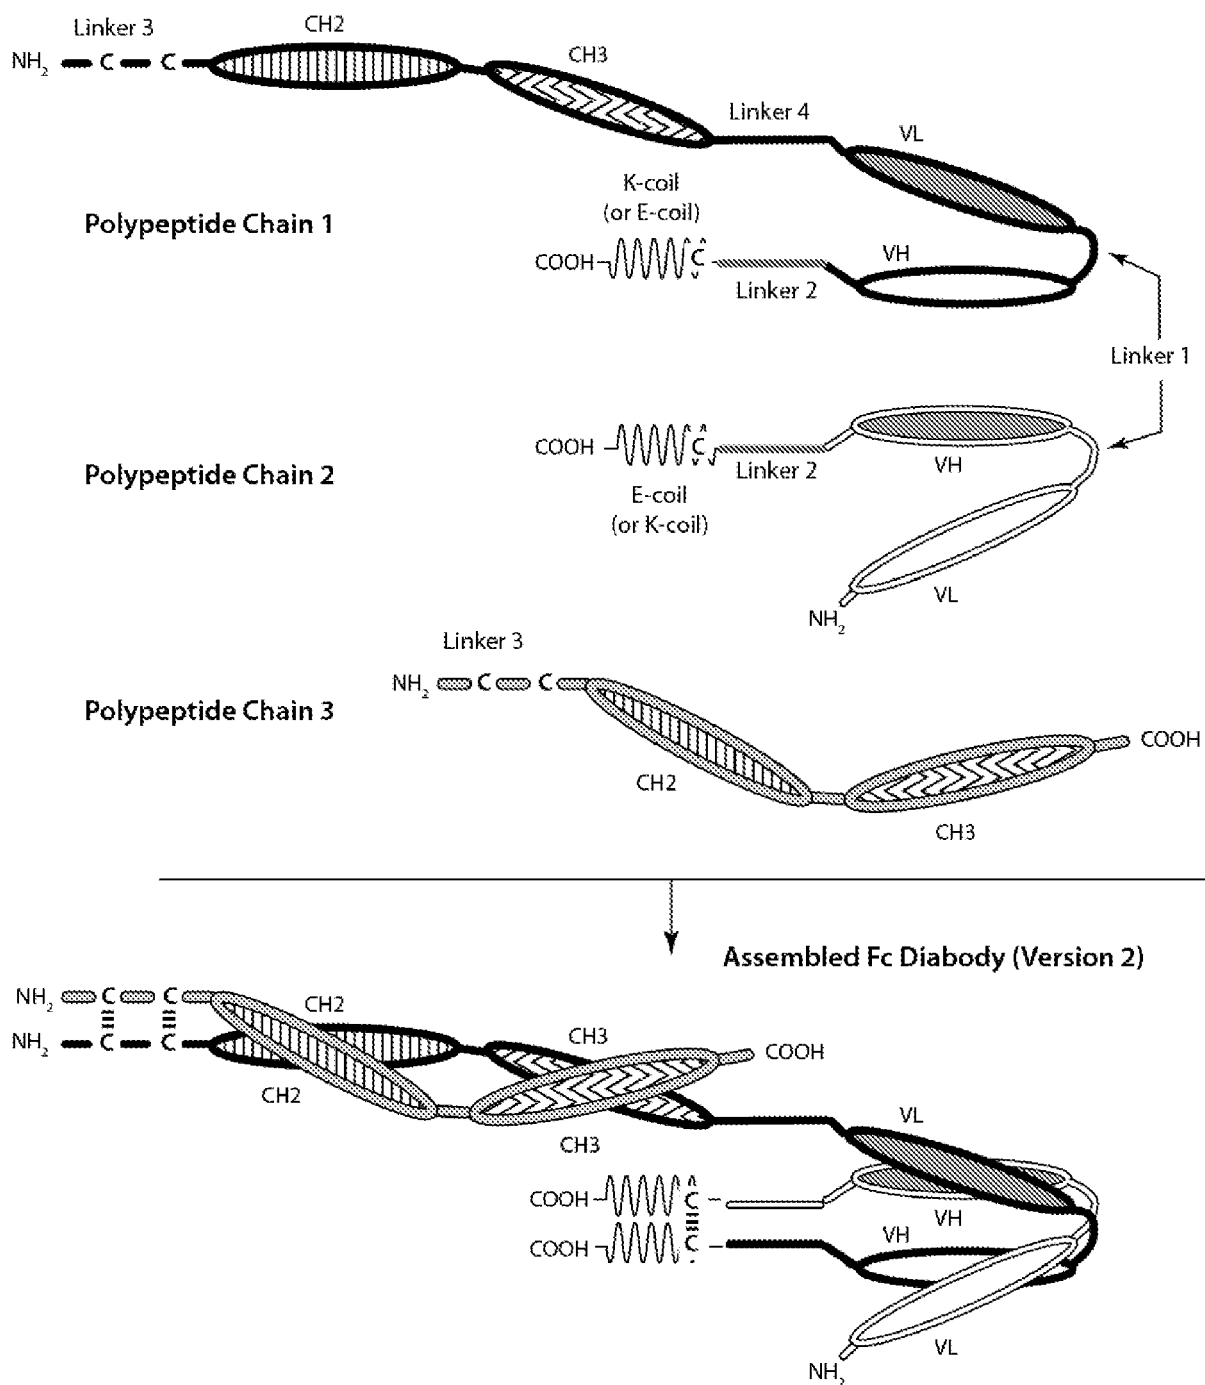 Linker 3
CH2
NH2 C C
CH3
Linker 4
VL
K-coil
(or E-coil)
Polypeptide Chain 1
COOH C
VH
Linker 2
Linker 1
COOH C
Linker 2
VH
Polypeptide Chain 2
E-coil
(or K-coil)
VL
NH2
Linker 3
NH2 C C
Polypeptide Chain 3
COOH
CH2
CH3
Assembled Fc Diabody (Version 2)
NH2 C C
CH2
CH3
COOH
NH2 C C
CH2
CH3
VL
COOH C
VH
VH
COOH C
VL
NH2